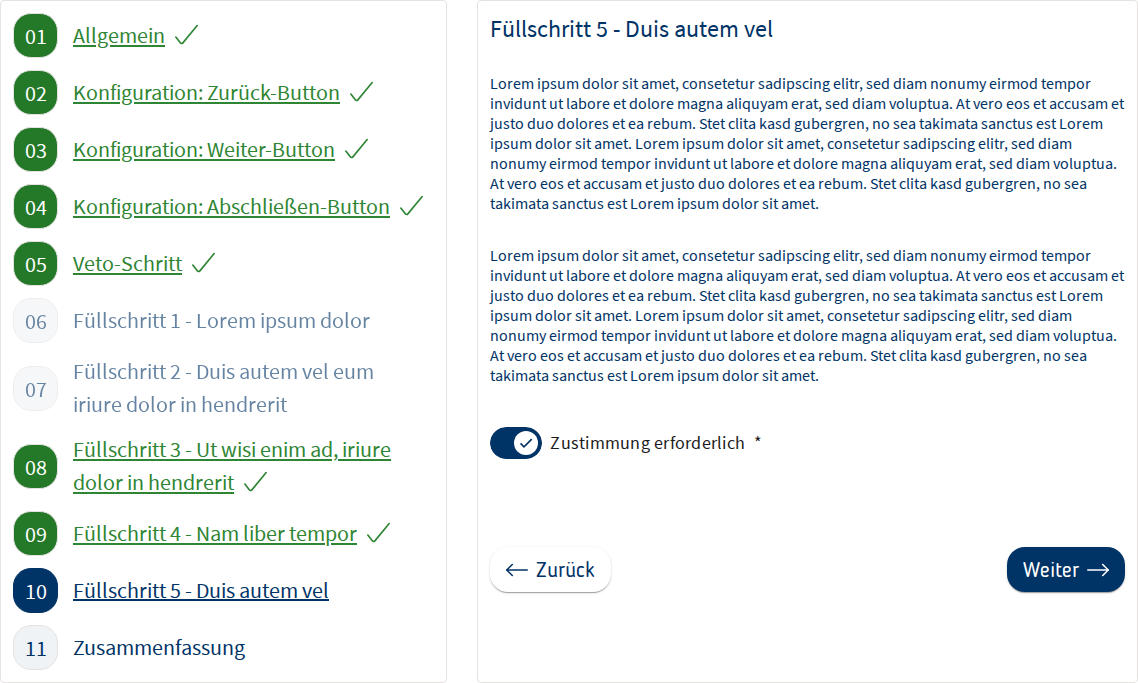 01 Allgemein
02 Konfiguration: Zurück-Button
03 Konfiguration: Weiter-Button
04 Konfiguration: Abschließen-Button
05 Veto-Schritt
06 Füllschritt 1 - Lorem ipsum dolor
07 Füllschritt 2 - Duis autem vel eum
iriure dolor in hendrerit
08 Füllschritt 3 - Ut wisi enim ad, iriure
dolor in hendrerit
09 Füllschritt 4 - Nam liber tempor
10 Füllschritt 5 - Duis autem vel
11 Zusammenfassung
Füllschritt 5 - Duis autem vel
Lorem ipsum dolor sit amet, consetetur sadipscing elitr, sed diam nonumy eirmod tempor
invidunt ut labore et dolore magna aliquyam erat, sed diam voluptua. At vero eos et accusam et
justo duo dolores et ea rebum. Stet clita kasd gubergren, no sea takimata sanctus est Lorem
ipsum dolor sit amet. Lorem ipsum dolor sit amet, consetetur sadipscing elitr, sed diam
nonumy eirmod tempor invidunt ut labore et dolore magna aliquyam erat, sed diam voluptua.
At vero eos et accusam et justo duo dolores et ea rebum. Stet clita kasd gubergren, no sea
takimata sanctus est Lorem ipsum dolor sit amet.
Lorem ipsum dolor sit amet, consetetur sadipscing elitr, sed diam nonumy eirmod tempor
invidunt ut labore et dolore magna aliquyam erat, sed diam voluptua. At vero eos et accusam et
justo duo dolores et ea rebum. Stet clita kasd gubergren, no sea takimata sanctus est Lorem
ipsum dolor sit amet. Lorem ipsum dolor sit amet, consetetur sadipscing elitr, sed diam
nonumy eirmod tempor invidunt ut labore et dolore magna aliquyam erat, sed diam voluptua.
At vero eos et accusam et justo duo dolores et ea rebum. Stet clita kasd gubergren, no sea
takimata sanctus est Lorem ipsum dolor sit amet.
Zustimmung erforderlich *
← Zurück
Weiter →